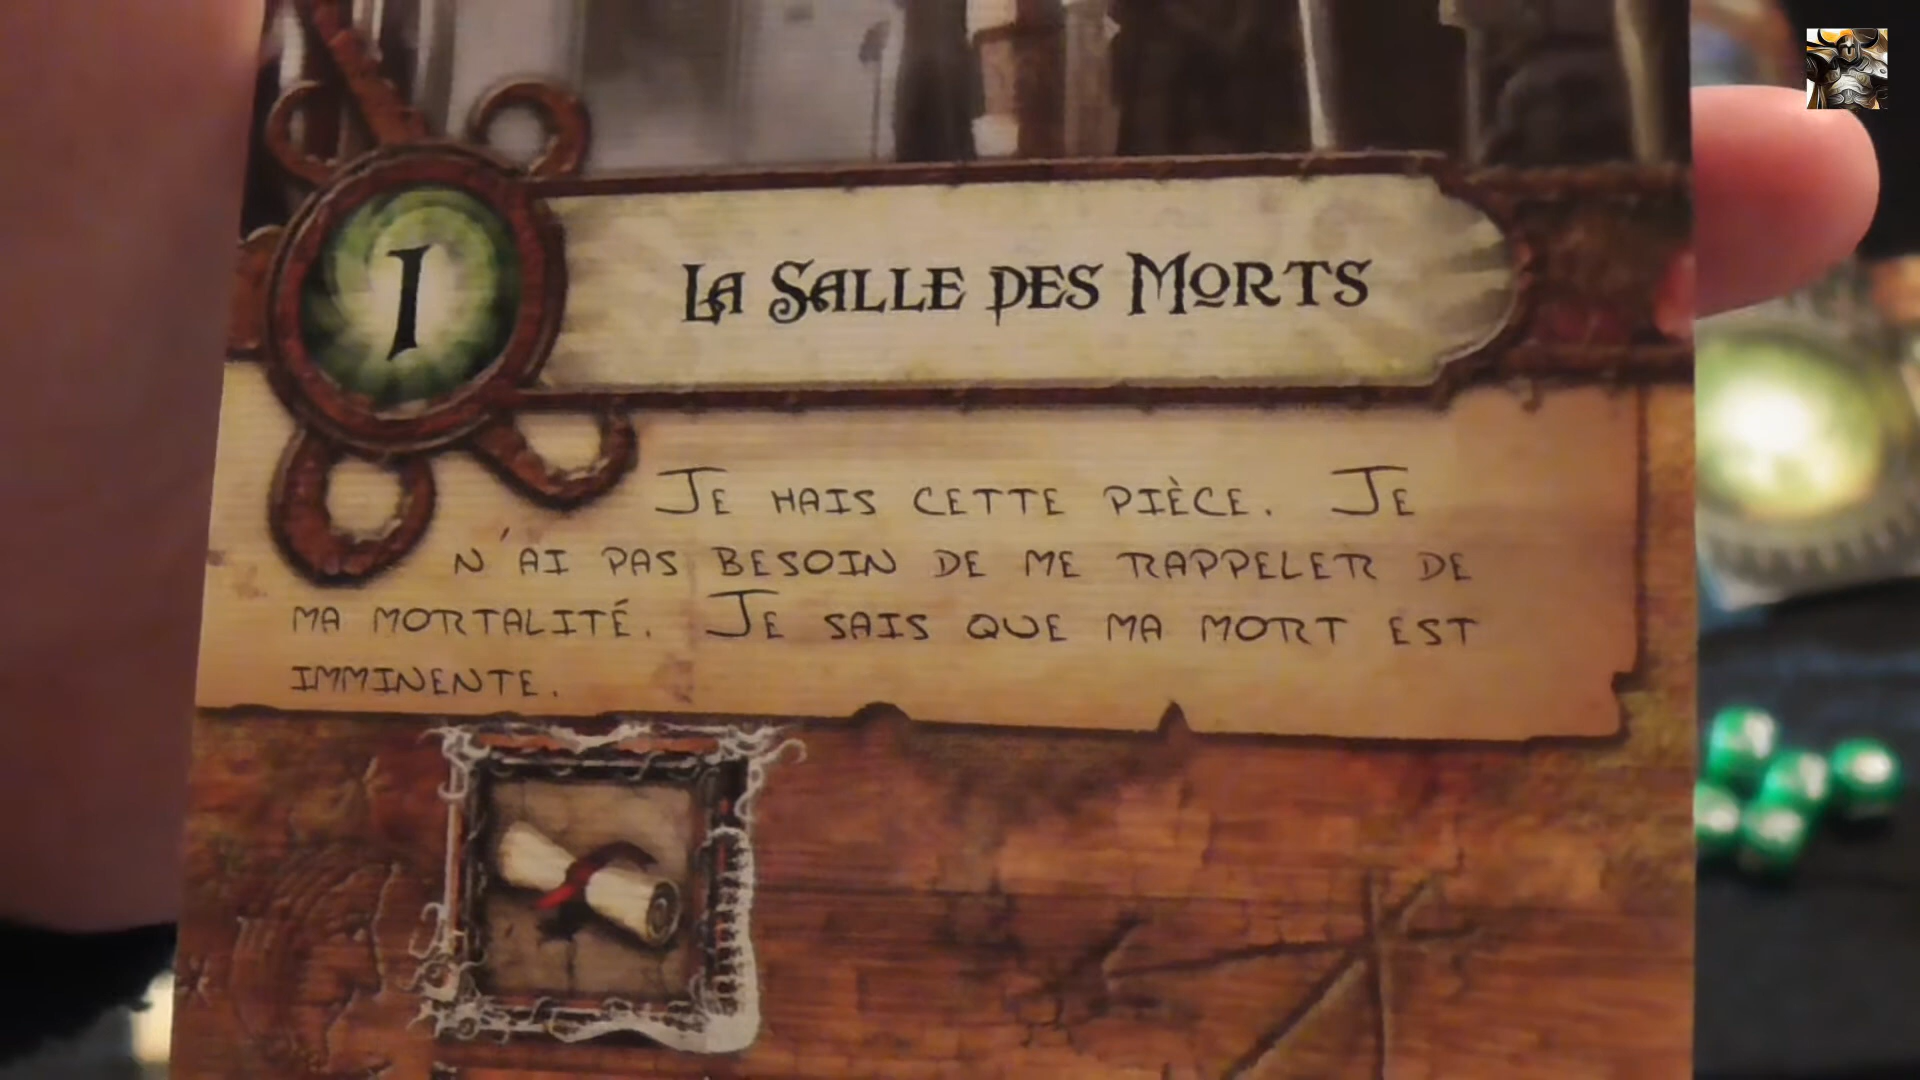 1
La Salle des Morts
Je hais cette pièce. Je
n'ai pas besoin de me rappeler de
ma mortalité. Je sais que ma mort est
imminente.